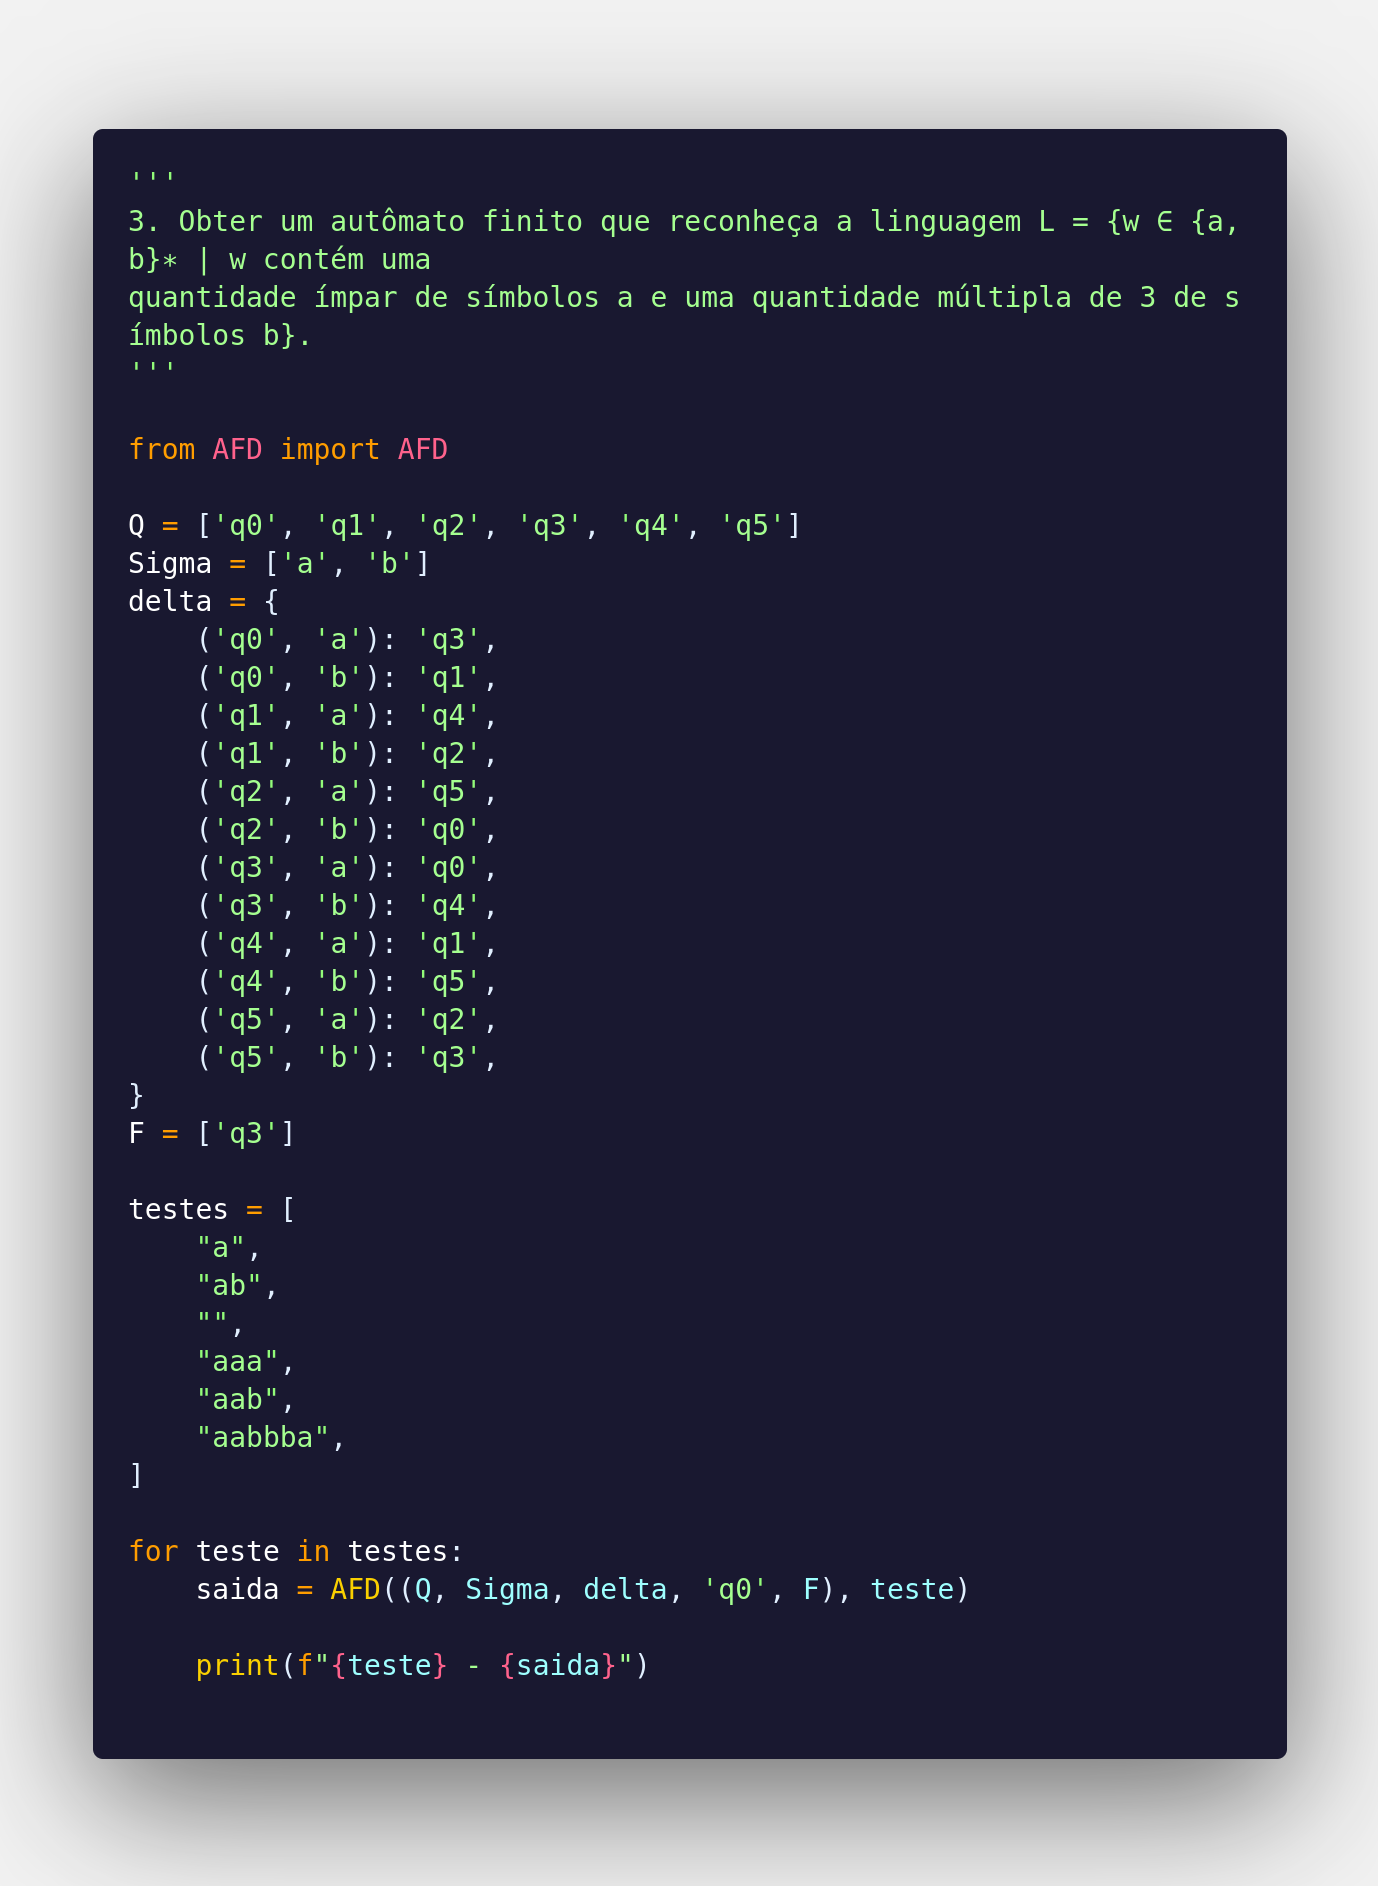 '''
3. Obter um autômato finito que reconheça a linguagem L = {w ∈ {a,
b}∗ | w contém uma
quantidade ímpar de símbolos a e uma quantidade múltipla de 3 de s
ímbolos b}.
'''
from AFD import AFD
Q = ['q0', 'q1', 'q2', 'q3', 'q4', 'q5']
Sigma = ['a', 'b']
delta = {
    ('q0', 'a'): 'q3',
    ('q0', 'b'): 'q1',
    ('q1', 'a'): 'q4',
    ('q1', 'b'): 'q2',
    ('q2', 'a'): 'q5',
    ('q2', 'b'): 'q0',
    ('q3', 'a'): 'q0',
    ('q3', 'b'): 'q4',
    ('q4', 'a'): 'q1',
    ('q4', 'b'): 'q5',
    ('q5', 'a'): 'q2',
    ('q5', 'b'): 'q3',
}
F = ['q3']
testes = [
    "a",
    "ab",
    "",
    "aaa",
    "aab",
    "aabbba",
]
for teste in testes:
    saida = AFD((Q, Sigma, delta, 'q0', F), teste)
    print(f"{teste} - {saida}")